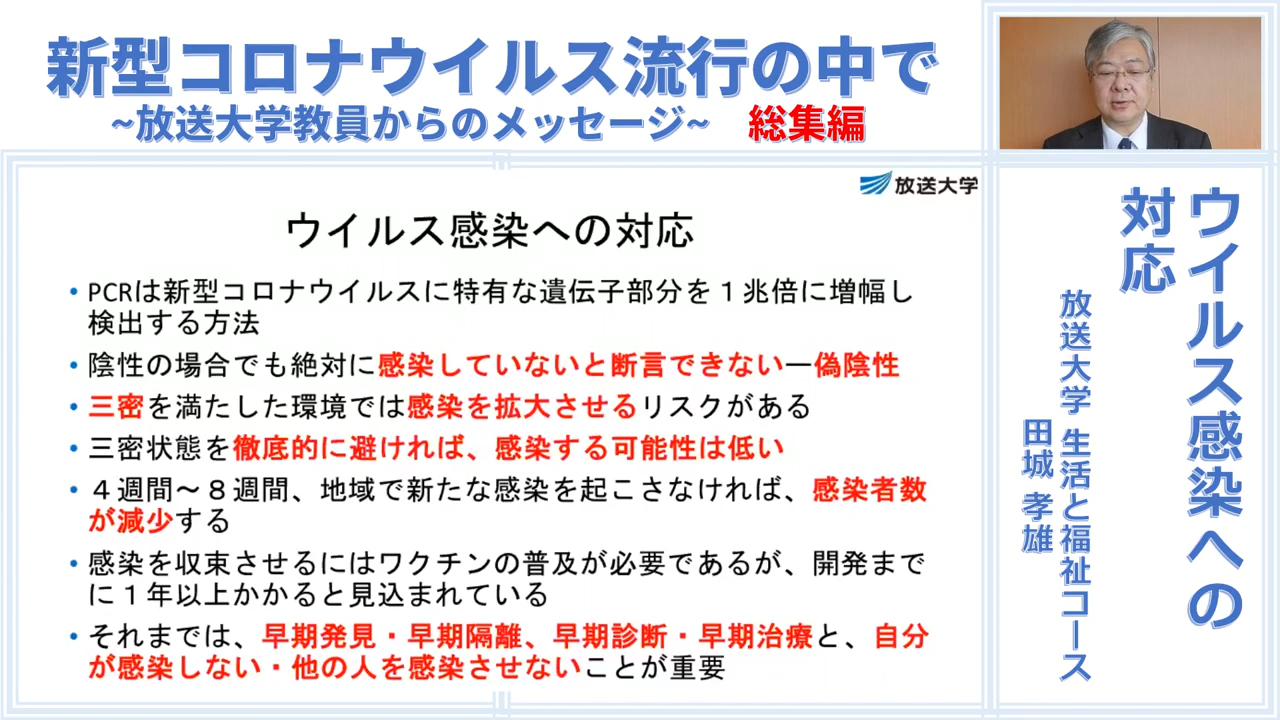 新型コロナウイルス流行の中で
~放送大学教員からのメッセージ~ 総集編
放送大学
ウイルス感染への対応
• PCRは新型コロナウイルスに特有な遺伝子部分を１兆倍に増幅し
検出する方法
• 陰性の場合でも絶対に感染していないと断言できない―偽陰性
• 三密を満たした環境では感染を拡大させるリスクがある
• 三密状態を徹底的に避ければ、感染する可能性は低い
• ４週間～８週間、地域で新たな感染を起こさなければ、感染者数
が減少する
• 感染を収束させるにはワクチンの普及が必要であるが、開発まで
に１年以上かかると見込まれている
• それまでは、早期発見・早期隔離、早期診断・早期治療と、自分
が感染しない・他の人を感染させないことが重要
ウイルス感染への
対応
放送大学 生活と福祉コース
田城 孝雄